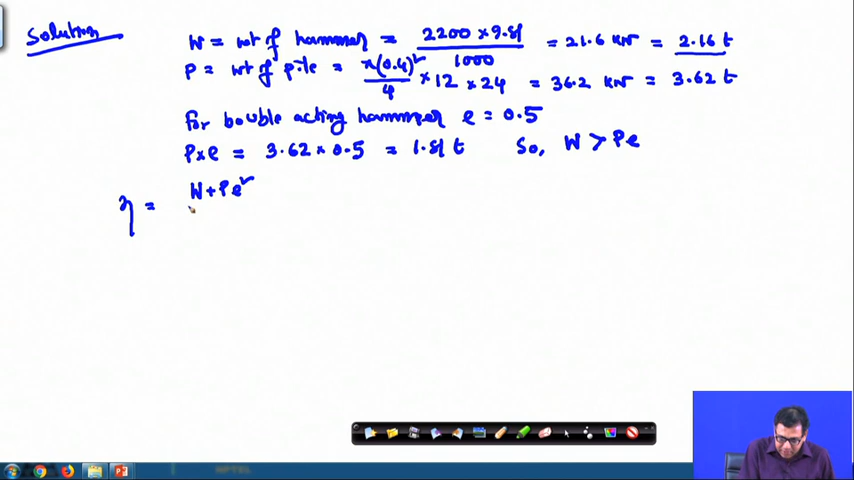 Solution
W = wt of hammer = 2200 × 9.81 / 1000 = 21.6 kN = 2.16 t
P = wt of pile = π(0.4)² / 4 × 12 × 24 = 36.2 kN = 3.62 t
For bouble acting hammer e = 0.5
P×e = 3.62 × 0.5 = 1.81 t So, W > Pe
η = W + Pe²
NPTEL